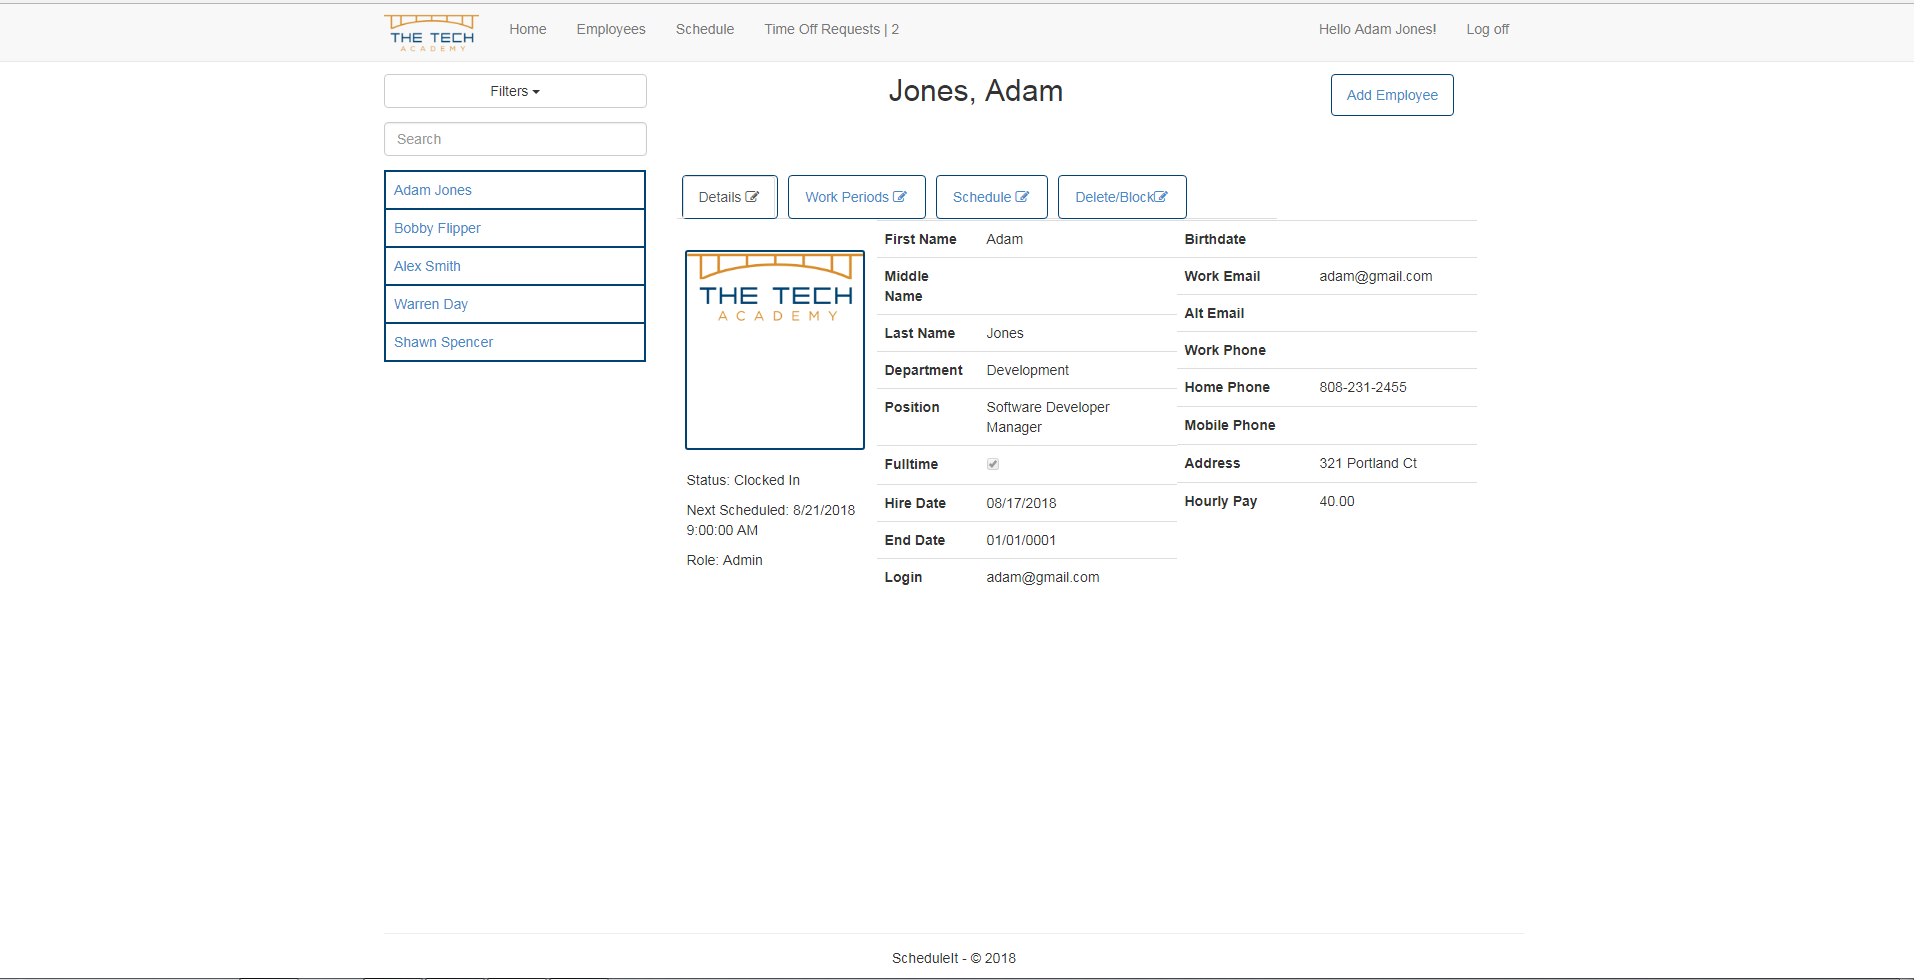 THE TECH
ACADEMY
Home
Employees
Schedule
Time Off Requests | 2
Hello Adam Jones!
Log off
Filters
Search
Adam Jones
Bobby Flipper
Alex Smith
Warren Day
Shawn Spencer
Jones, Adam
Add Employee
Details
Work Periods
Schedule
Delete/Block
THE TECH
ACADEMY
Status: Clocked In
Next Scheduled: 8/21/2018
9:00:00 AM
Role: Admin
First Name Adam
Middle
Name
Last Name Jones
Department Development
Position Software Developer
Manager
Fulltime
Hire Date 08/17/2018
End Date 01/01/0001
Login adam@gmail.com
Birthdate
Work Email adam@gmail.com
Alt Email
Work Phone
Home Phone 808-231-2455
Mobile Phone
Address 321 Portland Ct
Hourly Pay 40.00
ScheduleIt - © 2018